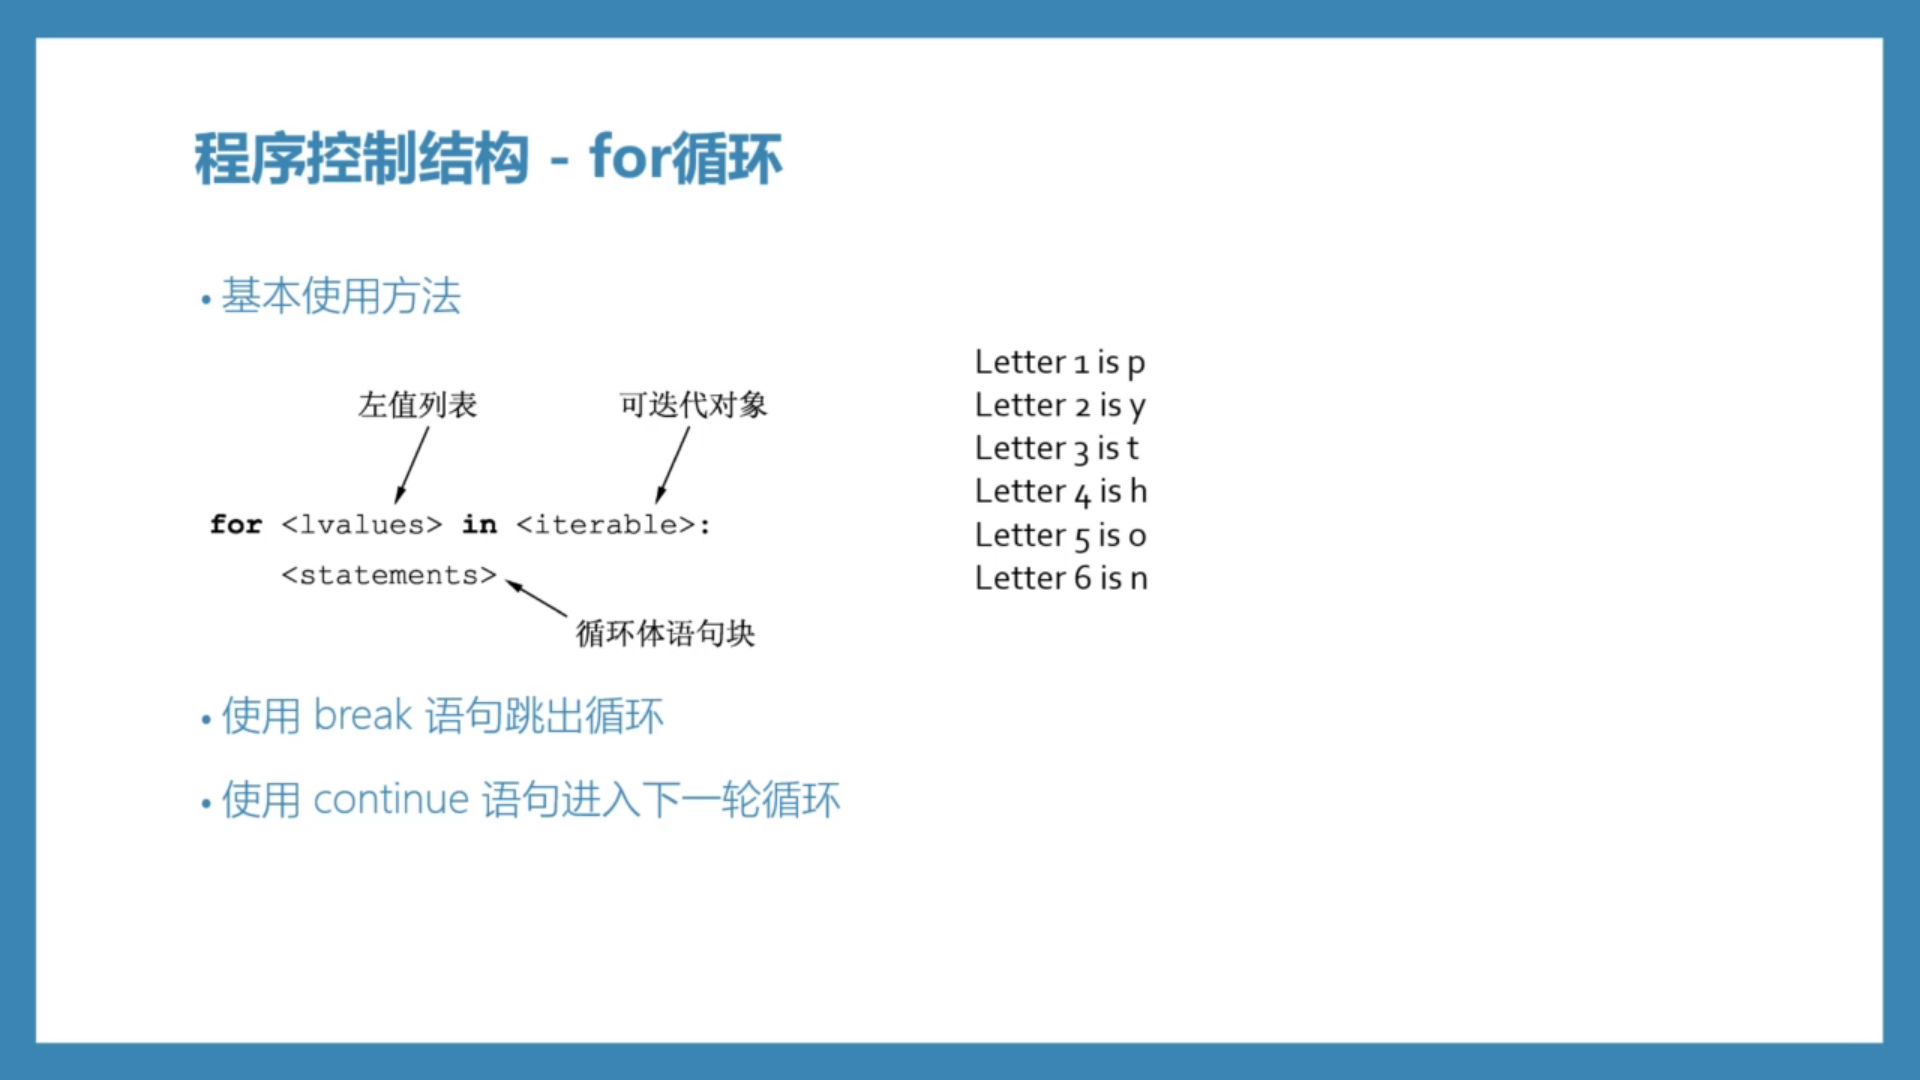 程序控制结构 - for循环
• 基本使用方法
左值列表
可迭代对象
for <lvalues> in <iterable>:
<statements>
循环体语句块
Letter 1 is p
Letter 2 is y
Letter 3 is t
Letter 4 is h
Letter 5 is o
Letter 6 is n
• 使用 break 语句跳出循环
• 使用 continue 语句进入下一轮循环